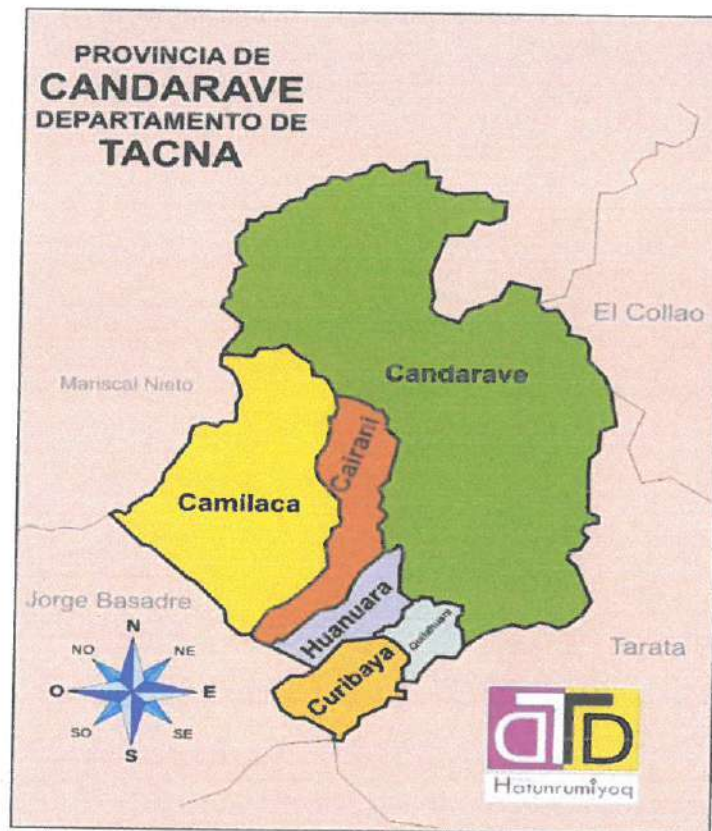 PROVINCIA DE
CANDARAVE
DEPARTAMENTO DE
TACNA
El Collao
Candarave
Mariscal Nieto
Cairani
Camilaca
Jorge Basadre
Huanuara
Tarata
Curibaya
N
NO
NE
O
E
SO
SE
S
Hatunrumiyoq